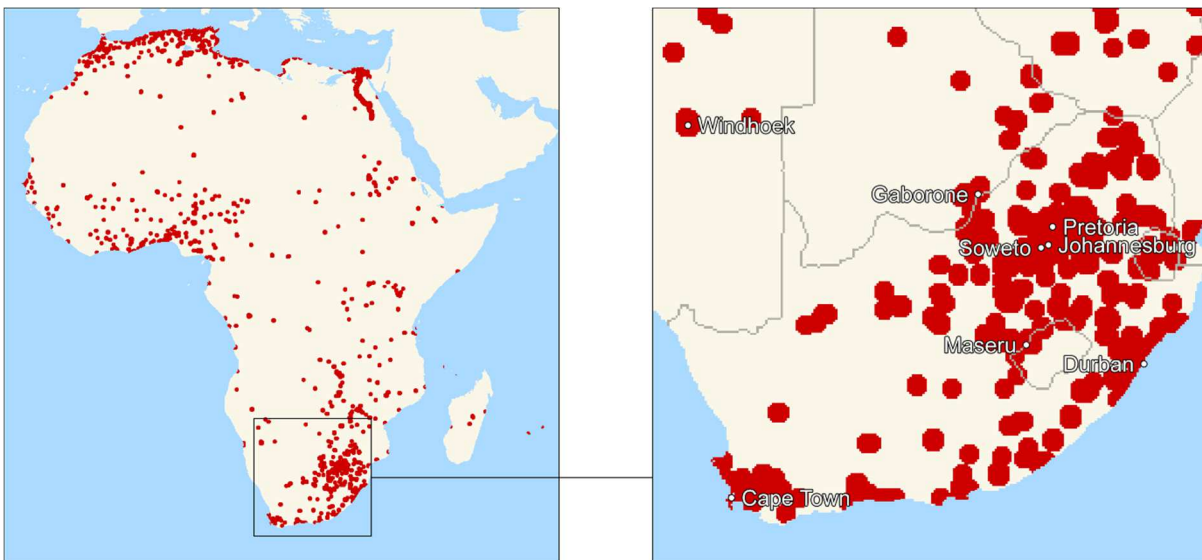 Windhoek
Gaborone
Pretoria
Soweto
Johannesburg
Maseru
Durban
Cape Town